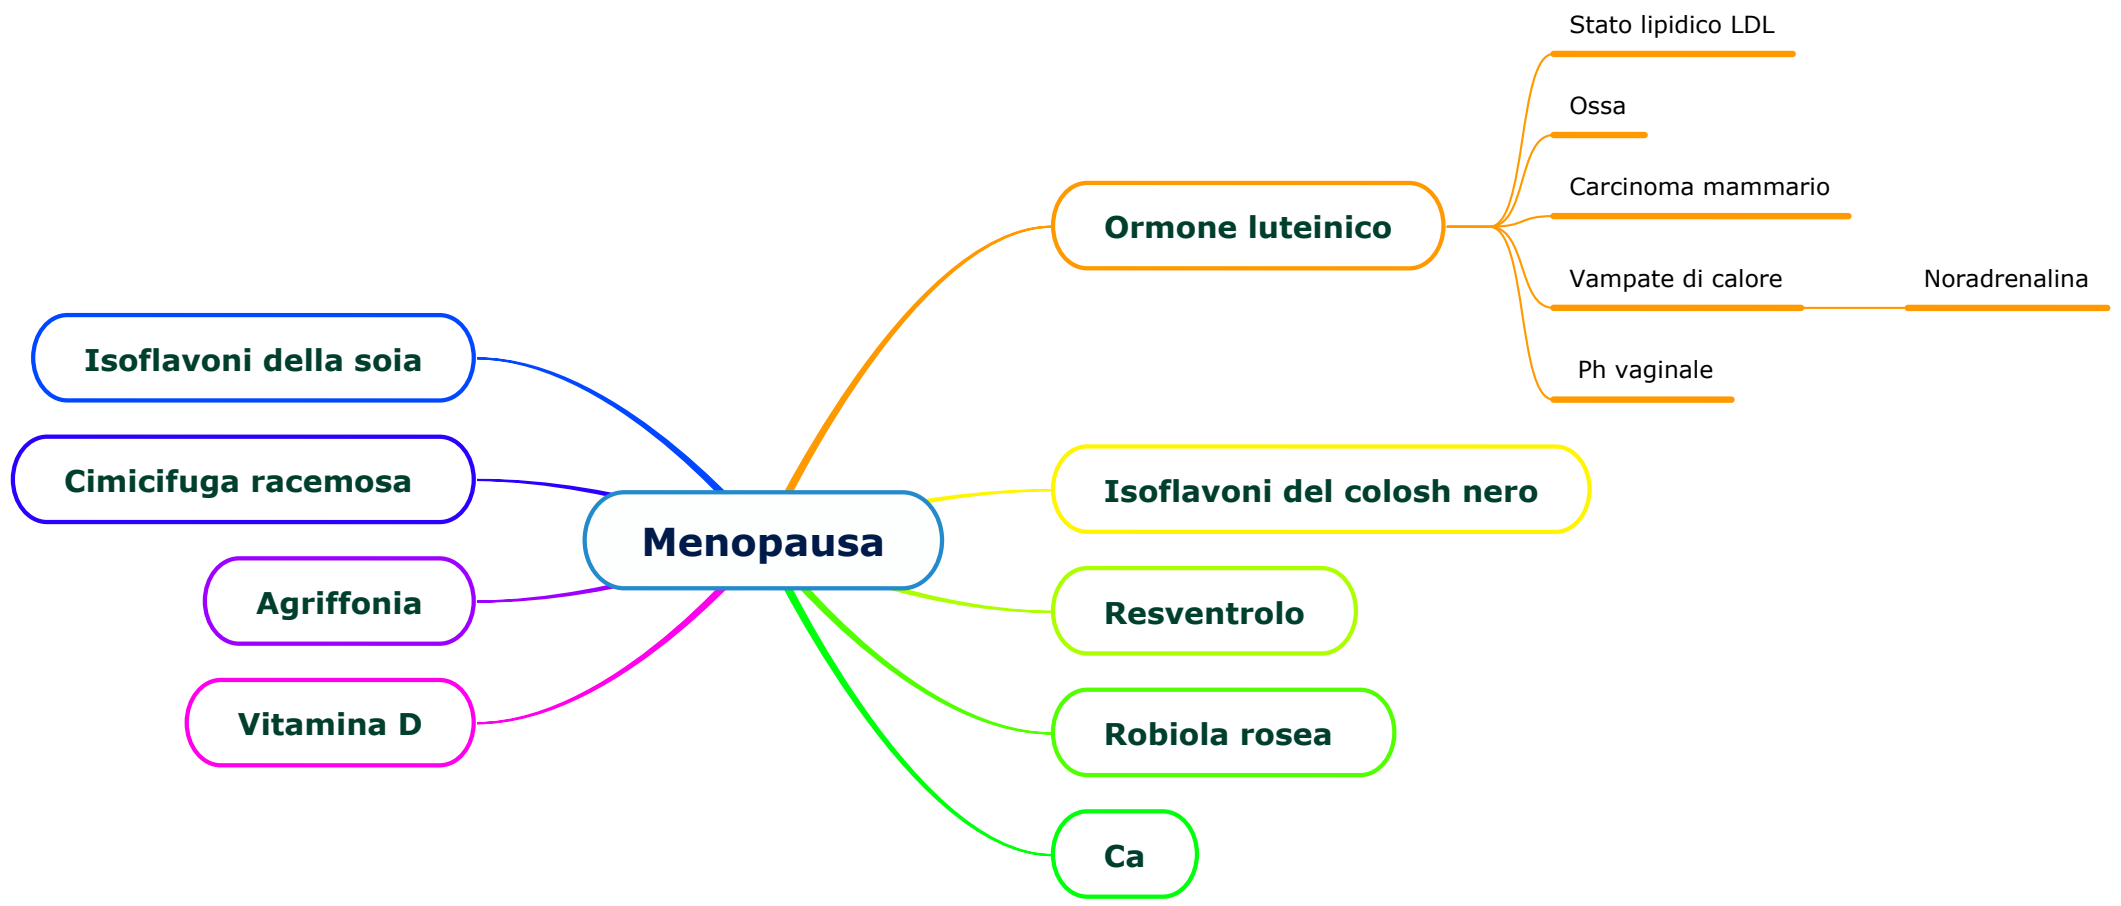 Stato lipidico LDL
Ossa
Carcinoma mammario
Ormone luteinico
Vampate di calore
Noradrenalina
Ph vaginale
Isoflavoni della soia
Cimicifuga racemosa
Isoflavoni del colosh nero
Menopausa
Agriffonia
Resventrolo
Vitamina D
Robiola rosea
Ca